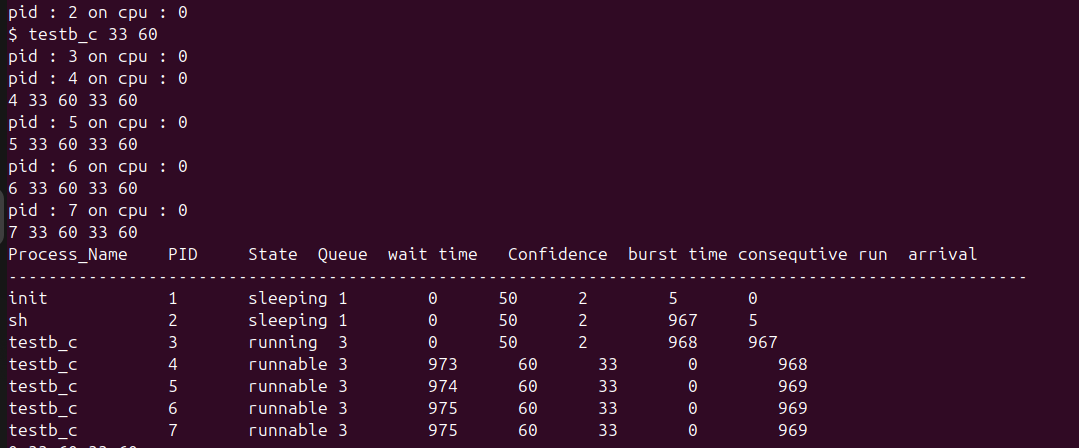 pid : 2 on cpu : 0
$ testb_c 33 60
pid : 3 on cpu : 0
pid : 4 on cpu : 0
4 33 60 33 60
pid : 5 on cpu : 0
5 33 60 33 60
pid : 6 on cpu : 0
6 33 60 33 60
pid : 7 on cpu : 0
7 33 60 33 60
Process_Name    PID     State  Queue  wait time   Confidence  burst time consequtive run  arrival
------------------------------------------------------------------------------------------------------
init            1       sleeping 1        0      50      2        5       0
sh              2       sleeping 1        0      50      2        967     5
testb_c         3       running  3        0      50      2        968     967
testb_c         4       runnable 3        973      60      33       0        968
testb_c         5       runnable 3        974      60      33       0        969
testb_c         6       runnable 3        975      60      33       0        969
testb_c         7       runnable 3        975      60      33       0        969